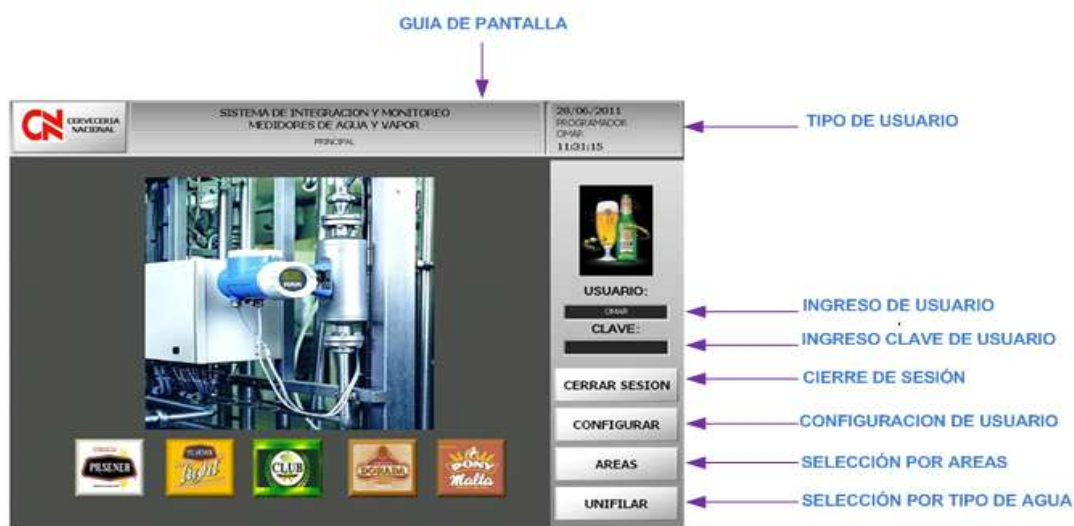 GUIA DE PANTALLA
CERVECERIA
NACIONAL
SISTEMA DE INTEGRACION Y MONITOREO
MEDIDORES DE AGUA Y VAPOR
PRINCIPAL
28/06/2011
PROGRAMADOR
OMAR
11:31:15
TIPO DE USUARIO
USUARIO:
OMAR
INGRESO DE USUARIO
CLAVE:
INGRESO CLAVE DE USUARIO
CERRAR SESION
CIERRE DE SESIÓN
CONFIGURAR
CONFIGURACION DE USUARIO
AREAS
SELECCIÓN POR AREAS
UNIFILAR
SELECCIÓN POR TIPO DE AGUA
PILSENER
PILSENER
light
CLUB
DORADA
PONY
Malta